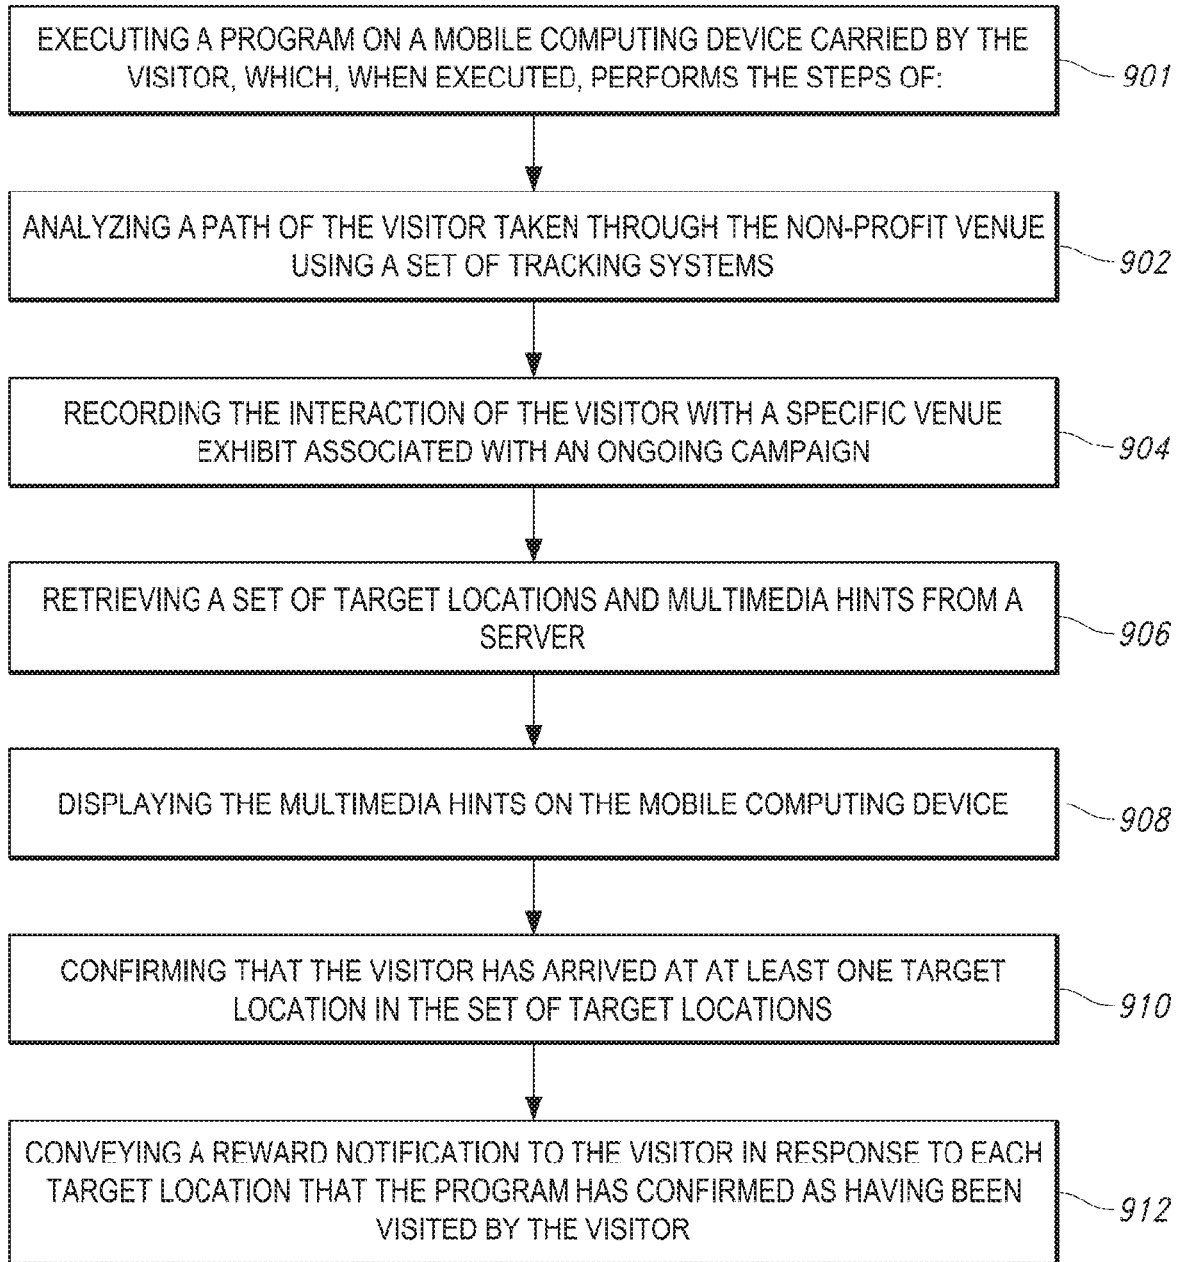 EXECUTING A PROGRAM ON A MOBILE COMPUTING DEVICE CARRIED BY THE
VISITOR, WHICH, WHEN EXECUTED, PERFORMS THE STEPS OF:
901
ANALYZING A PATH OF THE VISITOR TAKEN THROUGH THE NON-PROFIT VENUE
USING A SET OF TRACKING SYSTEMS
902
RECORDING THE INTERACTION OF THE VISITOR WITH A SPECIFIC VENUE
EXHIBIT ASSOCIATED WITH AN ONGOING CAMPAIGN
904
RETRIEVING A SET OF TARGET LOCATIONS AND MULTIMEDIA HINTS FROM A
SERVER
906
DISPLAYING THE MULTIMEDIA HINTS ON THE MOBILE COMPUTING DEVICE
908
CONFIRMING THAT THE VISITOR HAS ARRIVED AT AT LEAST ONE TARGET
LOCATION IN THE SET OF TARGET LOCATIONS
910
CONVEYING A REWARD NOTIFICATION TO THE VISITOR IN RESPONSE TO EACH
TARGET LOCATION THAT THE PROGRAM HAS CONFIRMED AS HAVING BEEN
VISITED BY THE VISITOR
912